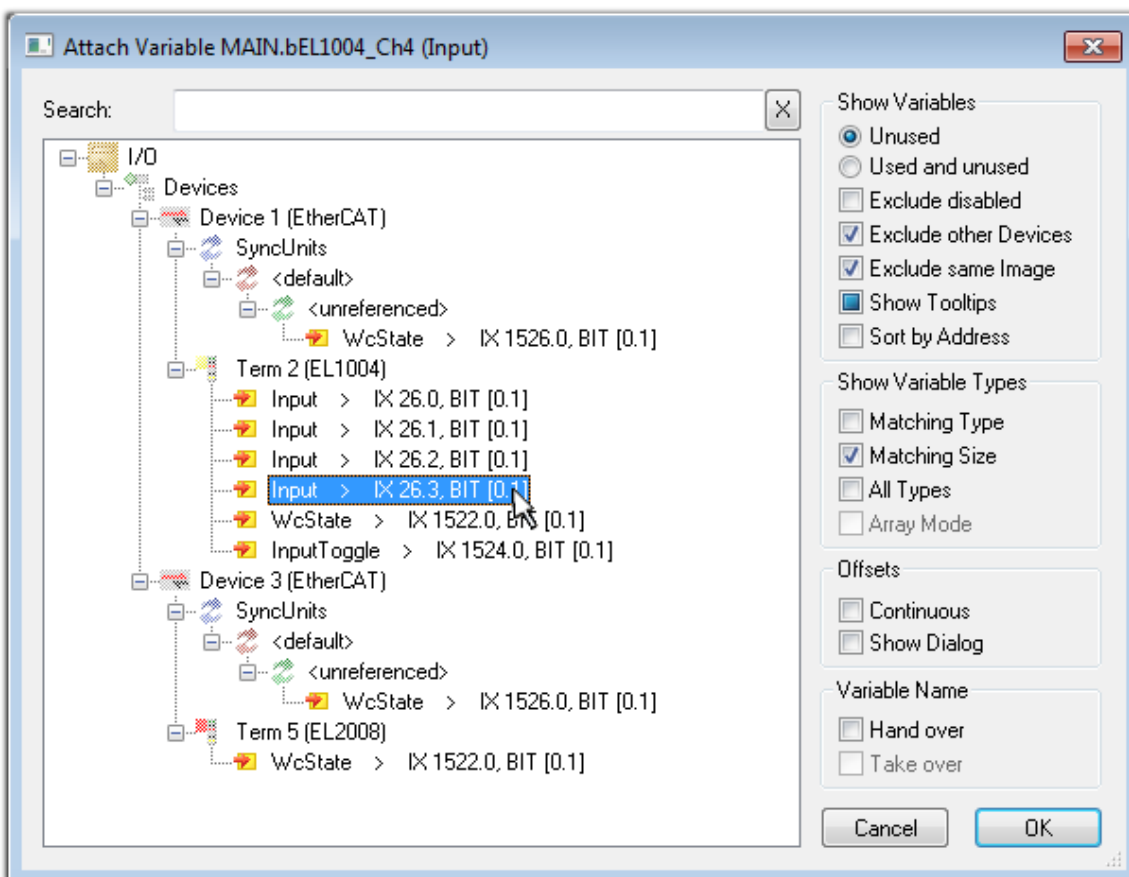 Attach Variable MAIN.bEL1004_Ch4 (Input)
Search:
X
I/O
Devices
Device 1 (EtherCAT)
SyncUnits
<default>
<unreferenced>
WcState > IX 1526.0, BIT [0.1]
Term 2 (EL1004)
Input > IX 26.0, BIT [0.1]
Input > IX 26.1, BIT [0.1]
Input > IX 26.2, BIT [0.1]
Input > IX 26.3, BIT [0.1]
WcState > IX 1522.0, BIT [0.1]
InputToggle > IX 1524.0, BIT [0.1]
Device 3 (EtherCAT)
SyncUnits
<default>
<unreferenced>
WcState > IX 1526.0, BIT [0.1]
Term 5 (EL2008)
WcState > IX 1522.0, BIT [0.1]
Show Variables
Unused
Used and unused
Exclude disabled
Exclude other Devices
Exclude same Image
Show Tooltips
Sort by Address
Show Variable Types
Matching Type
Matching Size
All Types
Array Mode
Offsets
Continuous
Show Dialog
Variable Name
Hand over
Take over
Cancel
OK